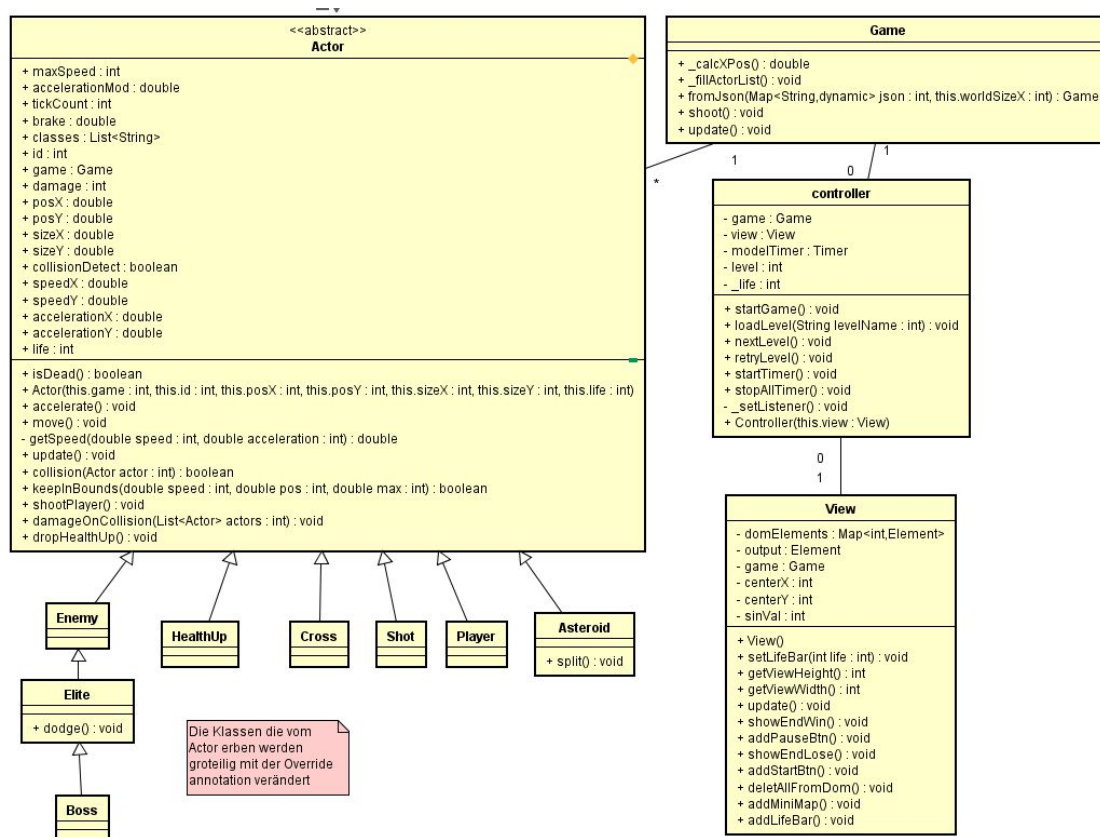 <<abstract>>
Actor
+ maxSpeed : int
+ accelerationMod : double
+ tickCount : int
+ brake : double
+ classes : List<String>
+ id : int
+ game : Game
+ damage : int
+ posX : double
+ posY : double
+ sizeX : double
+ sizeY : double
+ collisionDetect : boolean
+ speedX : double
+ speedY : double
+ accelerationX : double
+ accelerationY : double
+ life : int
+ isDead() : boolean
+ Actor(this.game : int, this.id : int, this.posX : int, this.posY : int, this.sizeX : int, this.sizeY : int, this.life : int)
+ accelerate() : void
+ move() : void
- getSpeed(double speed : int, double acceleration : int) : double
+ update() : void
+ collision(Actor actor : int) : boolean
+ keepInBounds(double speed : int, double pos : int, double max : int) : boolean
+ shootPlayer() : void
+ damageOnCollision(List<Actor> actors : int) : void
+ dropHealthUp() : void
Game
+ _calcXPos() : double
+ _fillActorList() : void
+ fromJson(Map<String,dynamic> json : int, this.worldSizeX : int) : Game
+ shoot() : void
+ update() : void
1
*
1
0
controller
- game : Game
- view : View
- modelTimer : Timer
- level : int
- _life : int
+ startGame() : void
+ loadLevel(String levelName : int) : void
+ nextLevel() : void
+ retryLevel() : void
+ startTimer() : void
+ stopAllTimer() : void
- _setListener() : void
+ Controller(this.view : View)
0
1
View
- domElements : Map<int,Element>
- output : Element
- game : Game
- centerX : int
- centerY : int
- sinVal : int
+ View()
+ setLifeBar(int life : int) : void
+ getViewHeight() : int
+ getViewWidth() : int
+ update() : void
+ showEndWin() : void
+ addPauseBtn() : void
+ showEndLose() : void
+ addStartBtn() : void
+ deletAllFromDom() : void
+ addMiniMap() : void
+ addLifeBar() : void
Enemy
HealthUp
Cross
Shot
Player
Asteroid
+ split() : void
Elite
+ dodge() : void
Boss
Die Klassen die vom
Actor erben werden
groteilig mit der Override
annotation verändert